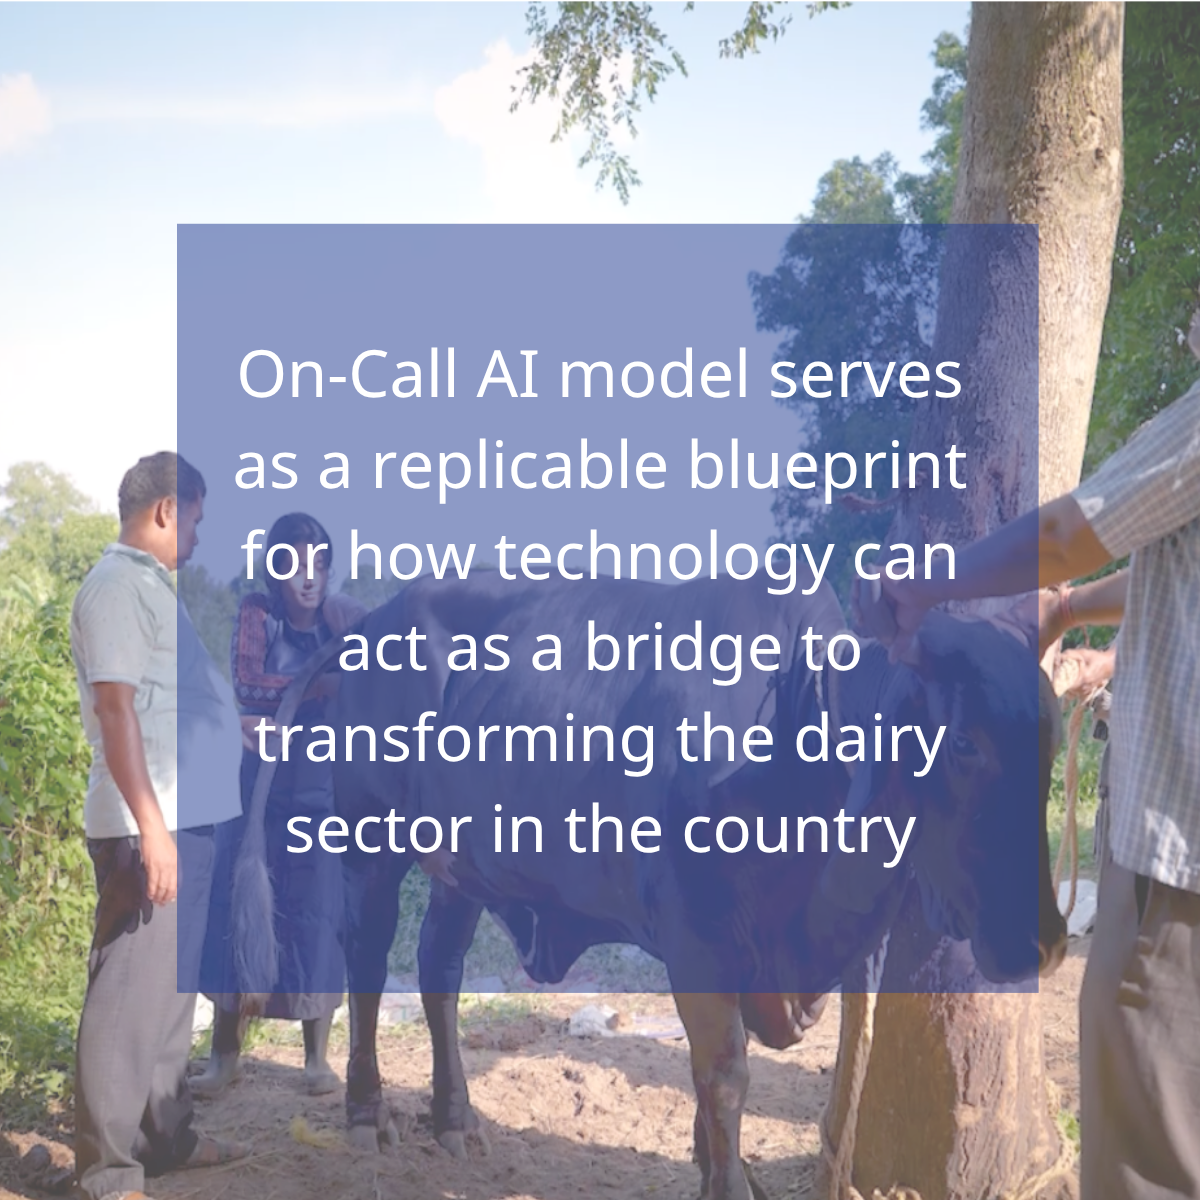 On-Call AI model serves
as a replicable blueprint
for how technology can
act as a bridge to
transforming the dairy
sector in the country